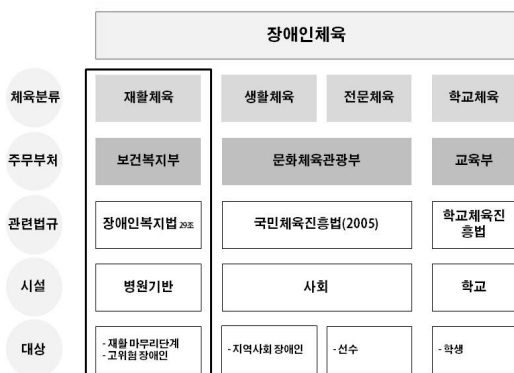 장애인체육
체육분류
재활체육
생활체육
전문체육
학교체육
주무부처
보건복지부
문화체육관광부
교육부
관련법규
장애인복지법 29조
국민체육진흥법(2005)
학교체육진
흥법
시설
병원기반
사회
학교
대상
- 재활 마무리단계
- 고위험 장애인
- 지역사회 장애인
- 선수
- 학생